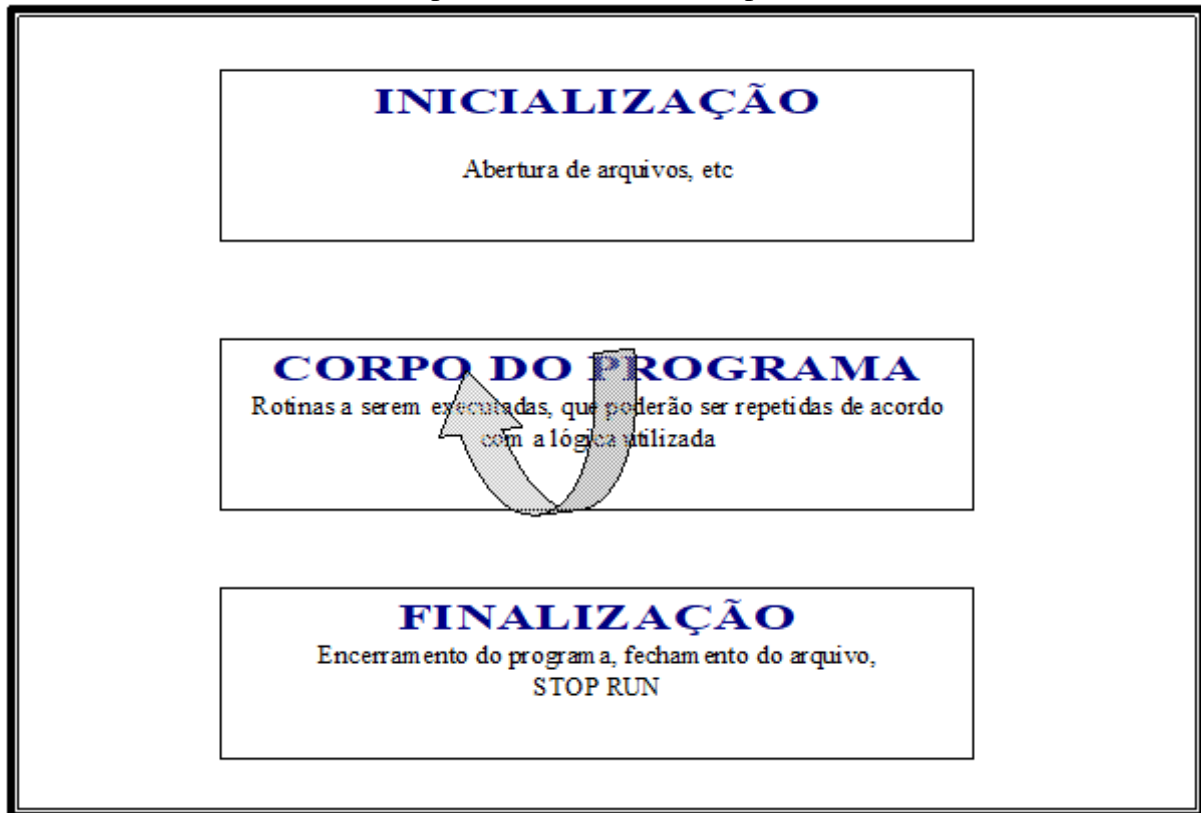 INICIALIZAÇÃO
Abertura de arquivos, etc
CORPO DO PROGRAMA
Rotinas a serem executadas, que poderão ser repetidas de acordo
com a lógica utilizada
FINALIZAÇÃO
Encerramento do programa, fechamento do arquivo,
STOP RUN